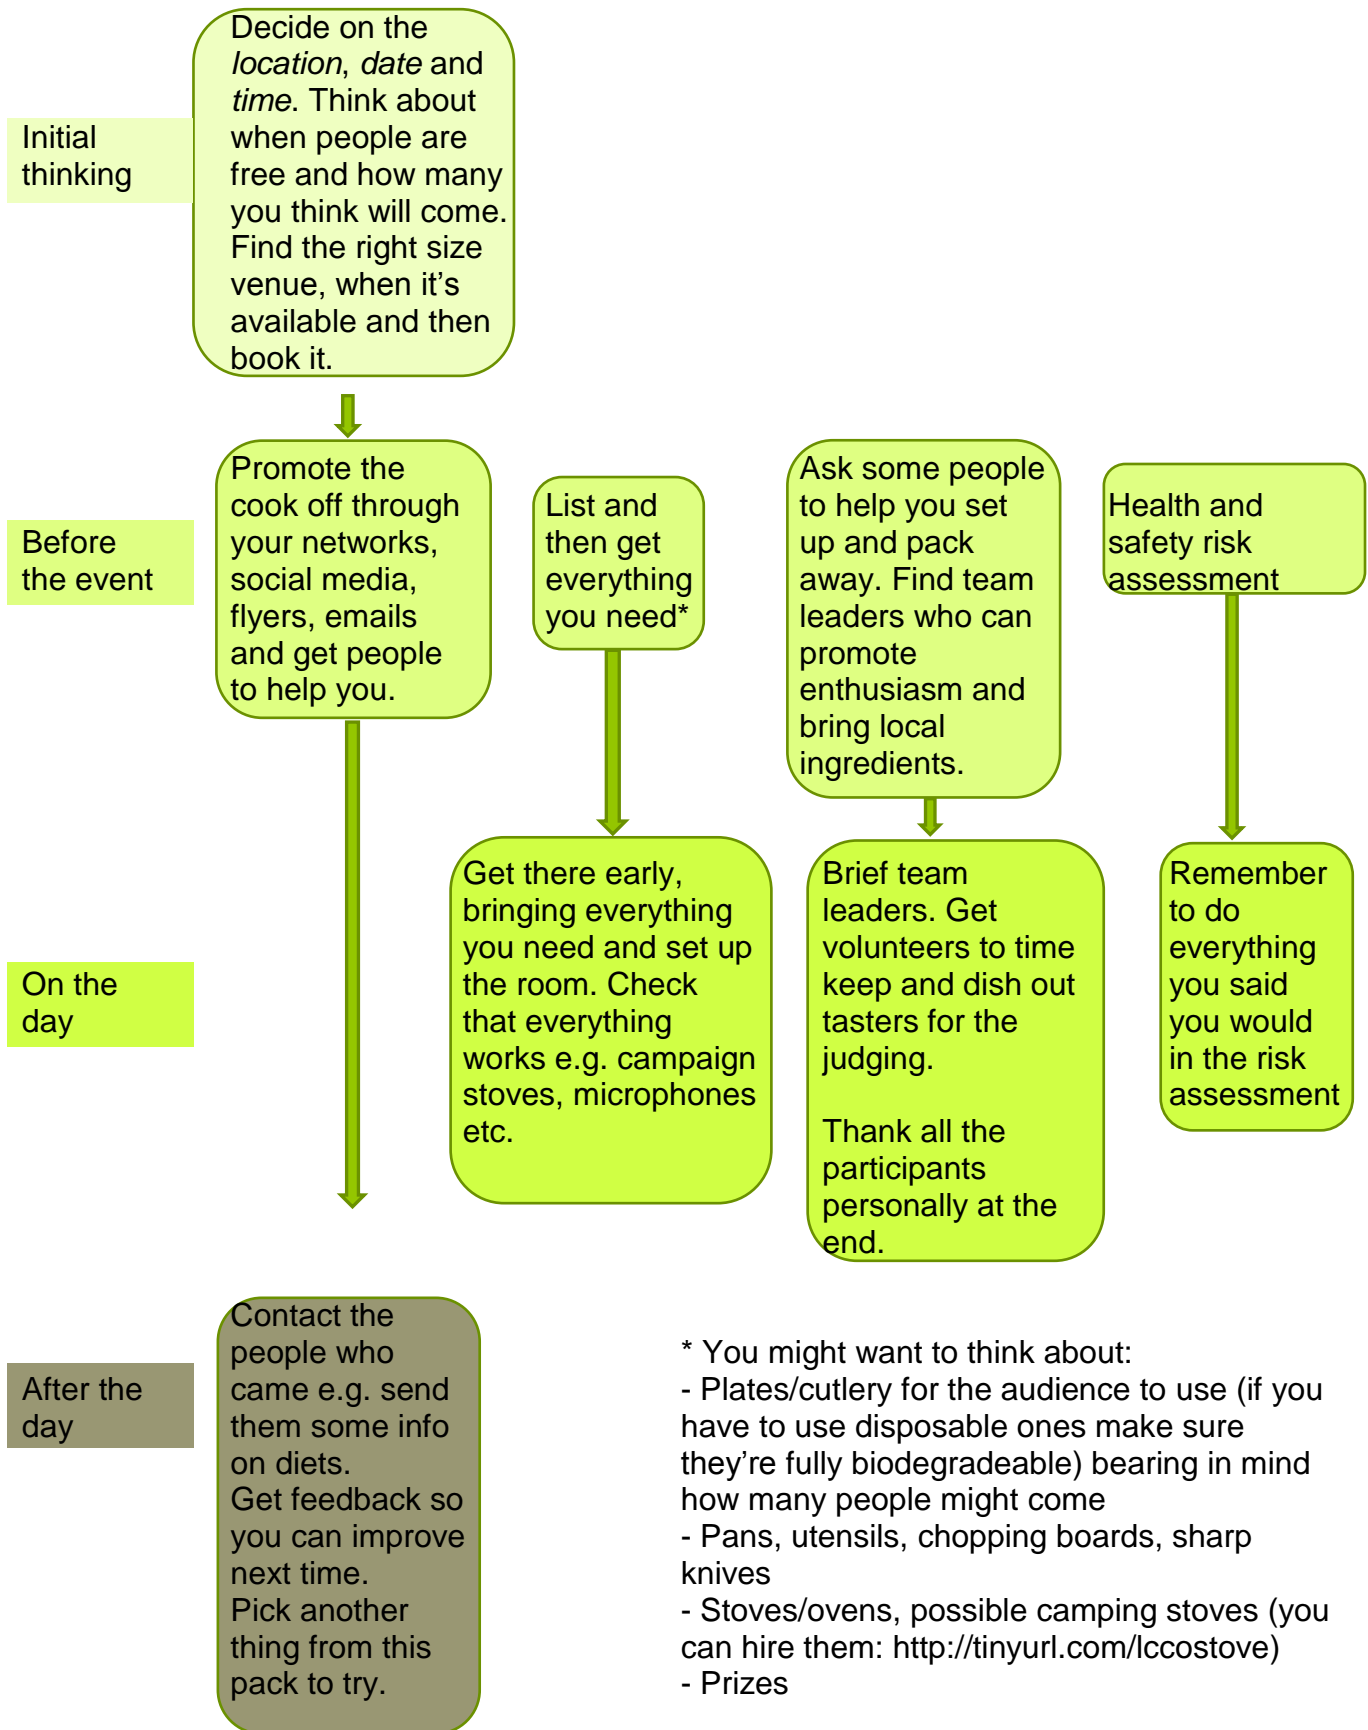 Initial
thinking
Decide on the
location, date and
time. Think about
when people are
free and how many
you think will come.
Find the right size
venue, when it's
available and then
book it.
Before
the event
Promote the
cook off through
your networks,
social media,
flyers, emails
and get people
to help you.
List and
then get
everything
you need*
Ask some people
to help you set
up and pack
away. Find team
leaders who can
promote
enthusiasm and
bring local
ingredients.
Health and
safety risk
assessment
On the
day
Get there early,
bringing everything
you need and set up
the room. Check
that everything
works e.g. campaign
stoves, microphones
etc.
Brief team
leaders. Get
volunteers to time
keep and dish out
tasters for the
judging.
Thank all the
participants
personally at the
end.
Remember
to do
everything
you said
you would
in the risk
assessment
After the
day
Contact the
people who
came e.g. send
them some info
on diets.
Get feedback so
you can improve
next time.
Pick another
thing from this
pack to try.
* You might want to think about:
- Plates/cutlery for the audience to use (if you
have to use disposable ones make sure
they're fully biodegradeable) bearing in mind
how many people might come
- Pans, utensils, chopping boards, sharp
knives
- Stoves/ovens, possible camping stoves (you
can hire them: http://tinyurl.com/lccostove)
- Prizes